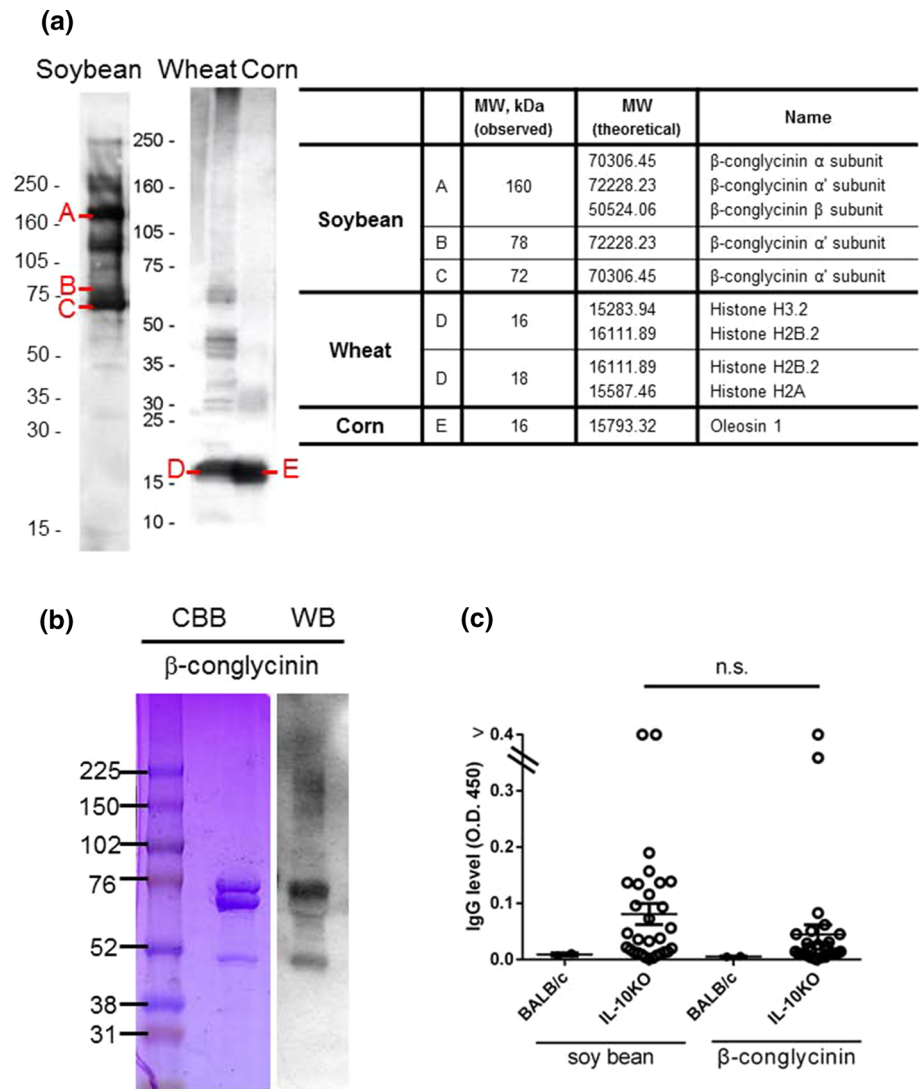 (a)
Soybean
Wheat Corn
250 -
160 -
105 -
75 -
50 -
35 -
30 -
15 -
A
B
C
250 -
160 -
105 -
75 -
50 -
35 -
30 -
25 -
15 -
10 -
D
E
MW, kDa (observed)
MW (theoretical)
Name
Soybean
A
160
70306.45 β-conglycinin α subunit
72228.23 β-conglycinin α' subunit
50524.06 β-conglycinin β subunit
B 78 72228.23 β-conglycinin α' subunit
C 72 70306.45 β-conglycinin α' subunit
Wheat
D
16
15283.94 Histone H3.2
16111.89 Histone H2B.2
D
18
16111.89 Histone H2B.2
15587.46 Histone H2A
Corn E 16 15793.32 Oleosin 1
(b)
CBB
WB
β-conglycinin
225
150
102
76
52
38
31
(c)
n.s.
IgG level (O.D. 450)
>
0.4
0.3
0.2
0.1
0.0
BALB/c
IL-10KO
BALB/c
IL-10KO
soy bean
β-conglycinin